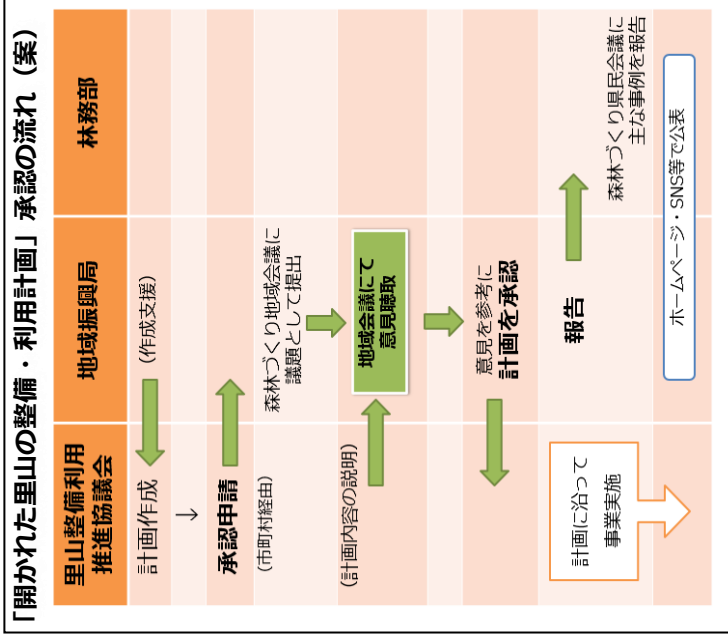 「開かれた里山の整備・利用計画」承認の流れ（案）
里山整備利用
推進協議会
地域振興局
林務部
計画作成
（作成支援）
↓
承認申請
（市町村経由）
森林づくり地域会議に
議題として提出
（計画内容の説明）
地域会議にて
意見聴取
意見を参考に
計画を承認
計画に沿って
事業実施
報告
森林づくり県民会議に
主な事例を報告
ホームページ・SNS等で公表